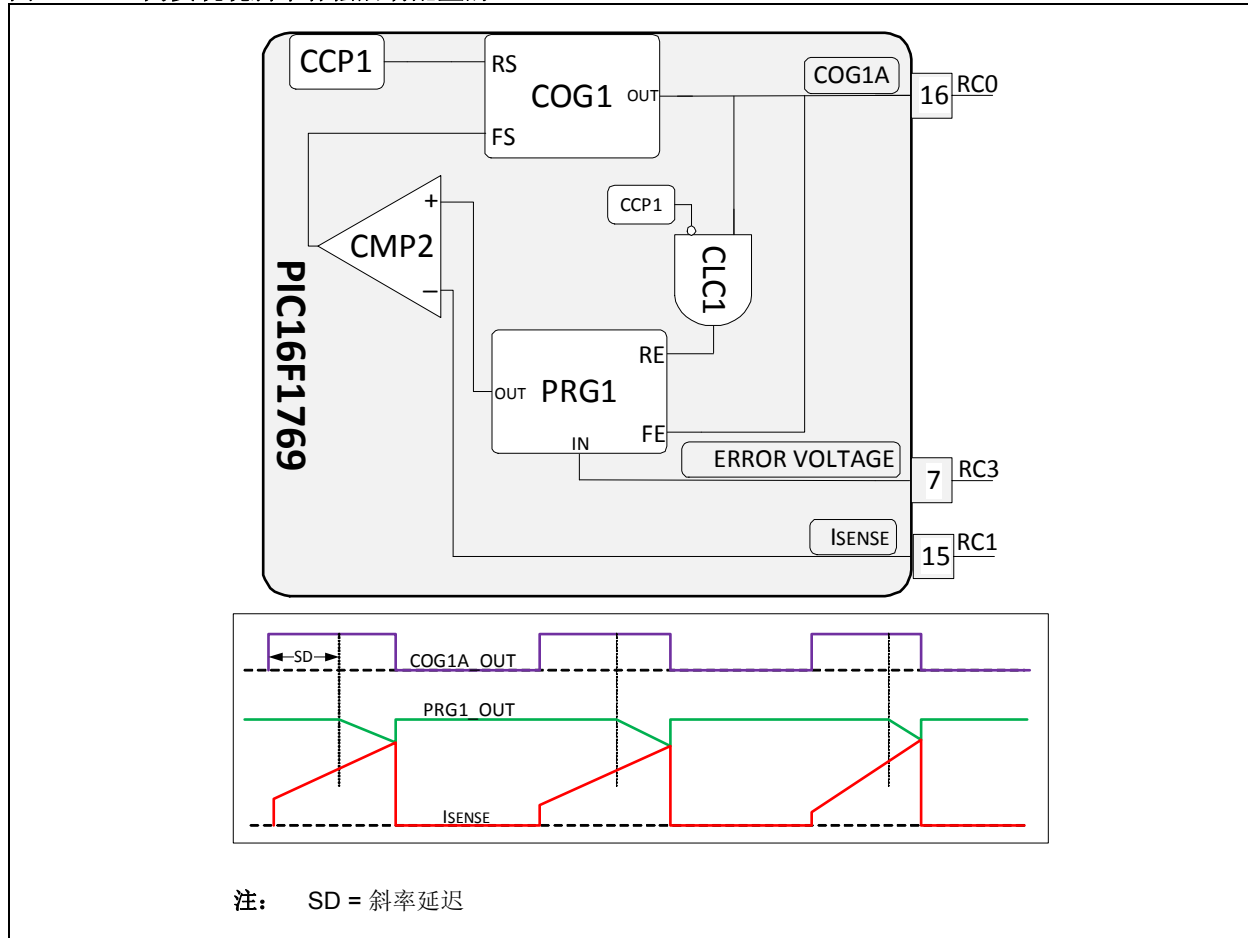 CCP1
RS
COG1
OUT
FS
COG1A
16
RC0
CCP1
+
CMP2
−
CLC1
PIC16F1769
RE
OUT
PRG1
IN
FE
ERROR VOLTAGE
7
RC3
ISENSE
15
RC1
SD
COG1A_OUT
PRG1_OUT
ISENSE
注： SD = 斜率延迟